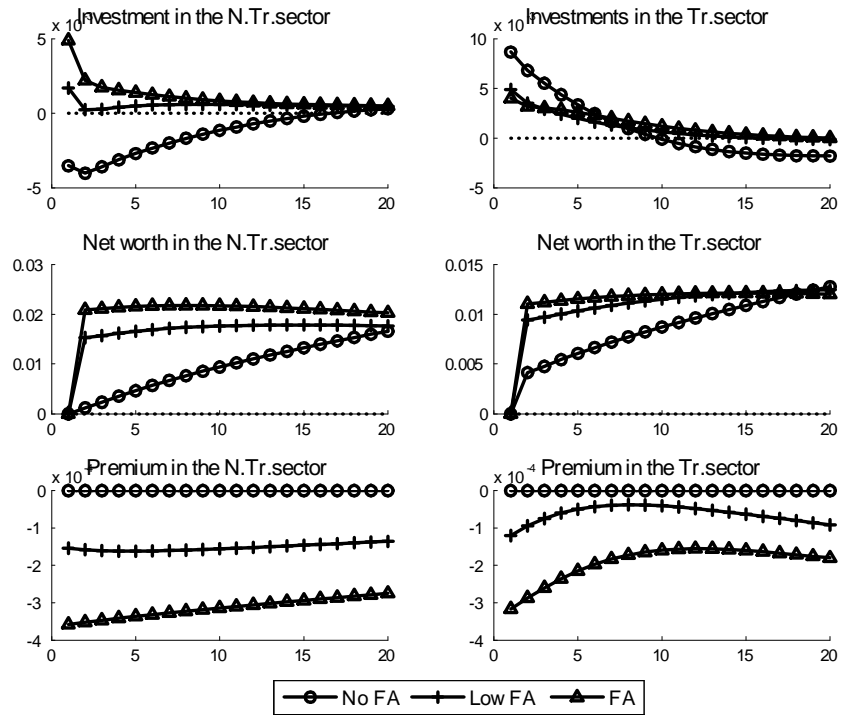 Investment in the N.Tr.sector
Investments in the Tr.sector
5
0
-5
0 5 10 15 20
10
5
0
-5
0 5 10 15 20
Net worth in the N.Tr.sector
Net worth in the Tr.sector
0.03
0.02
0.01
0
0 5 10 15 20
0.015
0.01
0.005
0
0 5 10 15 20
Premium in the N.Tr.sector
x 10⁻⁴ Premium in the Tr.sector
0
-1
-2
-3
-4
0 5 10 15 20
0
-1
-2
-3
-4
0 5 10 15 20
No FA Low FA FA